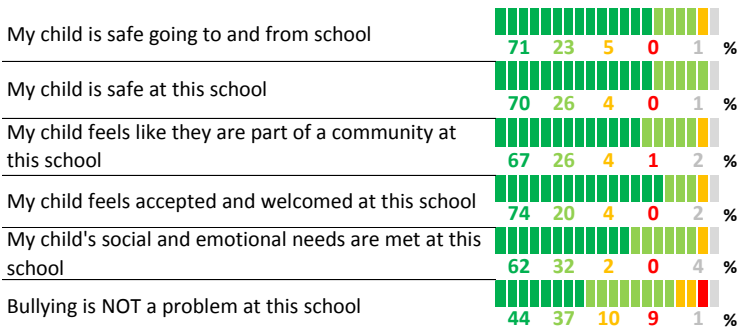 My child is safe going to and from school
71 23 5 0 1 %
My child is safe at this school
70 26 4 0 1 %
My child feels like they are part of a community at
this school
67 26 4 1 2 %
My child feels accepted and welcomed at this school
74 20 4 0 2 %
My child's social and emotional needs are met at this
school
62 32 2 0 4 %
Bullying is NOT a problem at this school
44 37 10 9 1 %